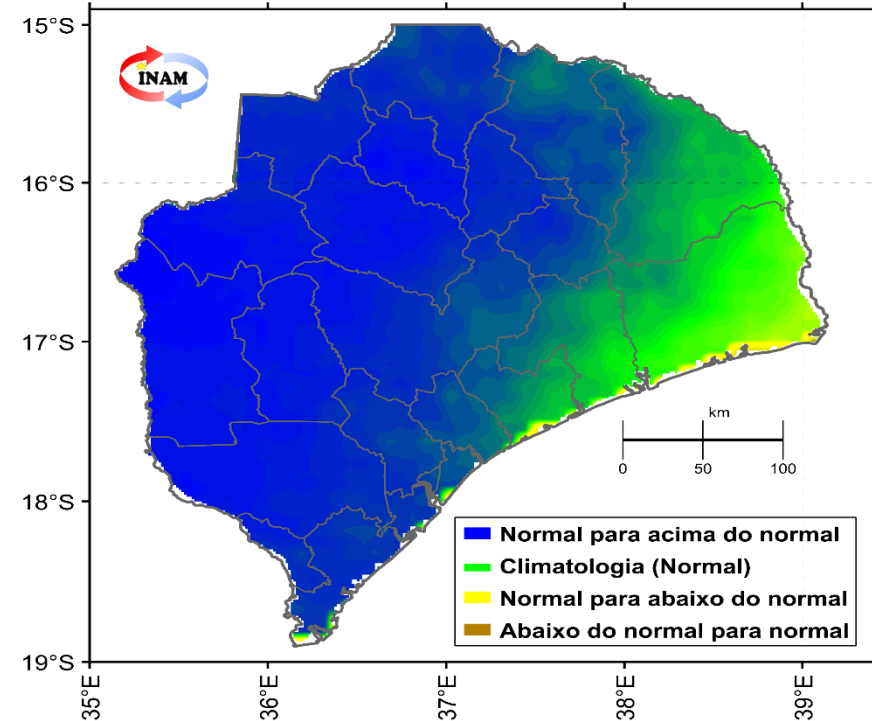 15°S
INAM
16°S
17°S
km
0 50 100
18°S
Normal para acima do normal
Climatologia (Normal)
Normal para abaixo do normal
Abaixo do normal para normal
19°S
35°E 36°E 37°E 38°E 39°E